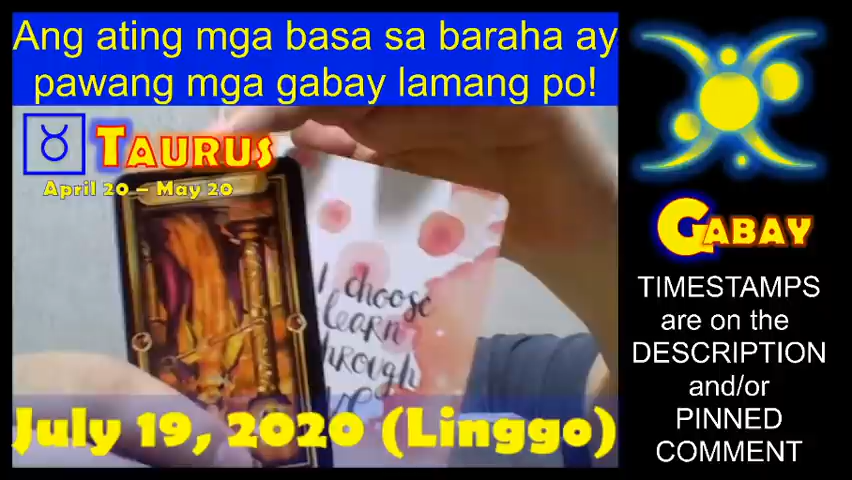 Ang ating mga basa sa baraha ay
pawang mga gabay lamang po!
TAURUS
April 20 – May 20
I choose
learn
through
July 19, 2020 (Linggo)
GABAY
TIMESTAMPS
are on the
DESCRIPTION
and/or
PINNED
COMMENT